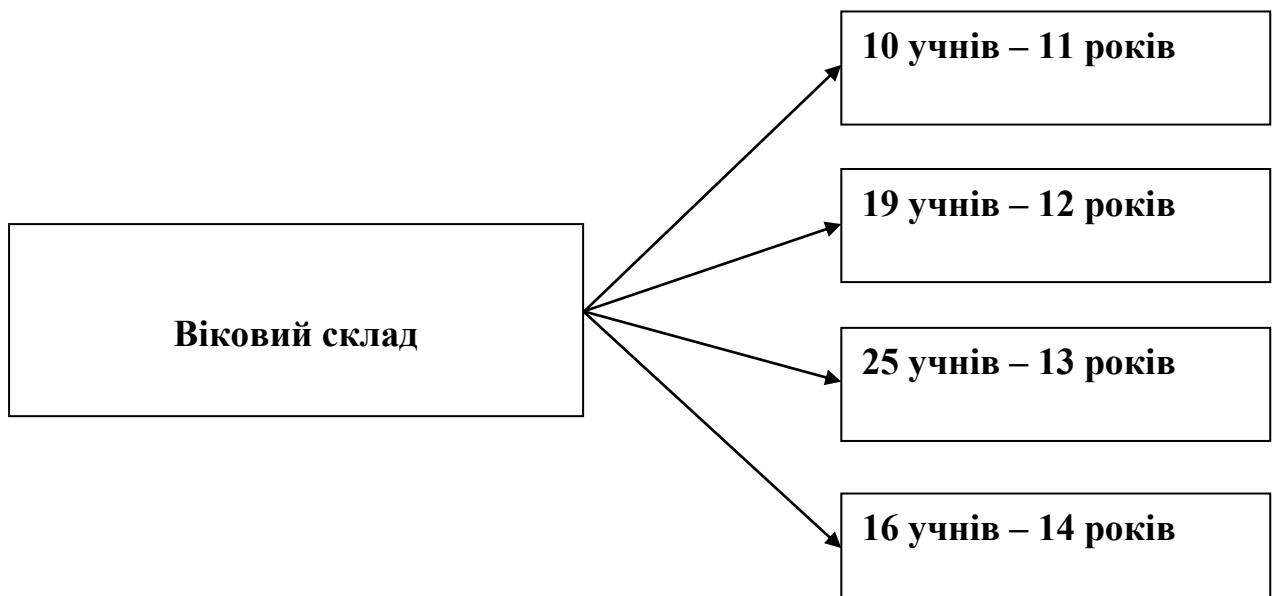 10 учнів – 11 років
19 учнів – 12 років
Віковий склад
25 учнів – 13 років
16 учнів – 14 років